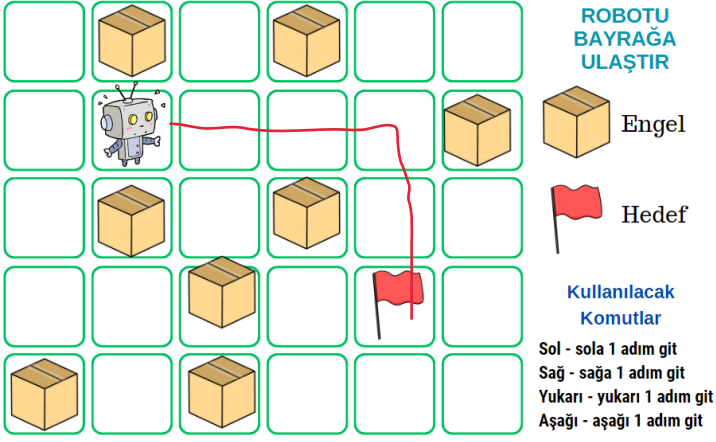 ROBOTU
BAYRAĞA
ULAŞTIR
Engel
Hedef
Kullanılacak
Komutlar
Sol - sola 1 adım git
Sağ - sağa 1 adım git
Yukarı - yukarı 1 adım git
Aşağı - aşağı 1 adım git